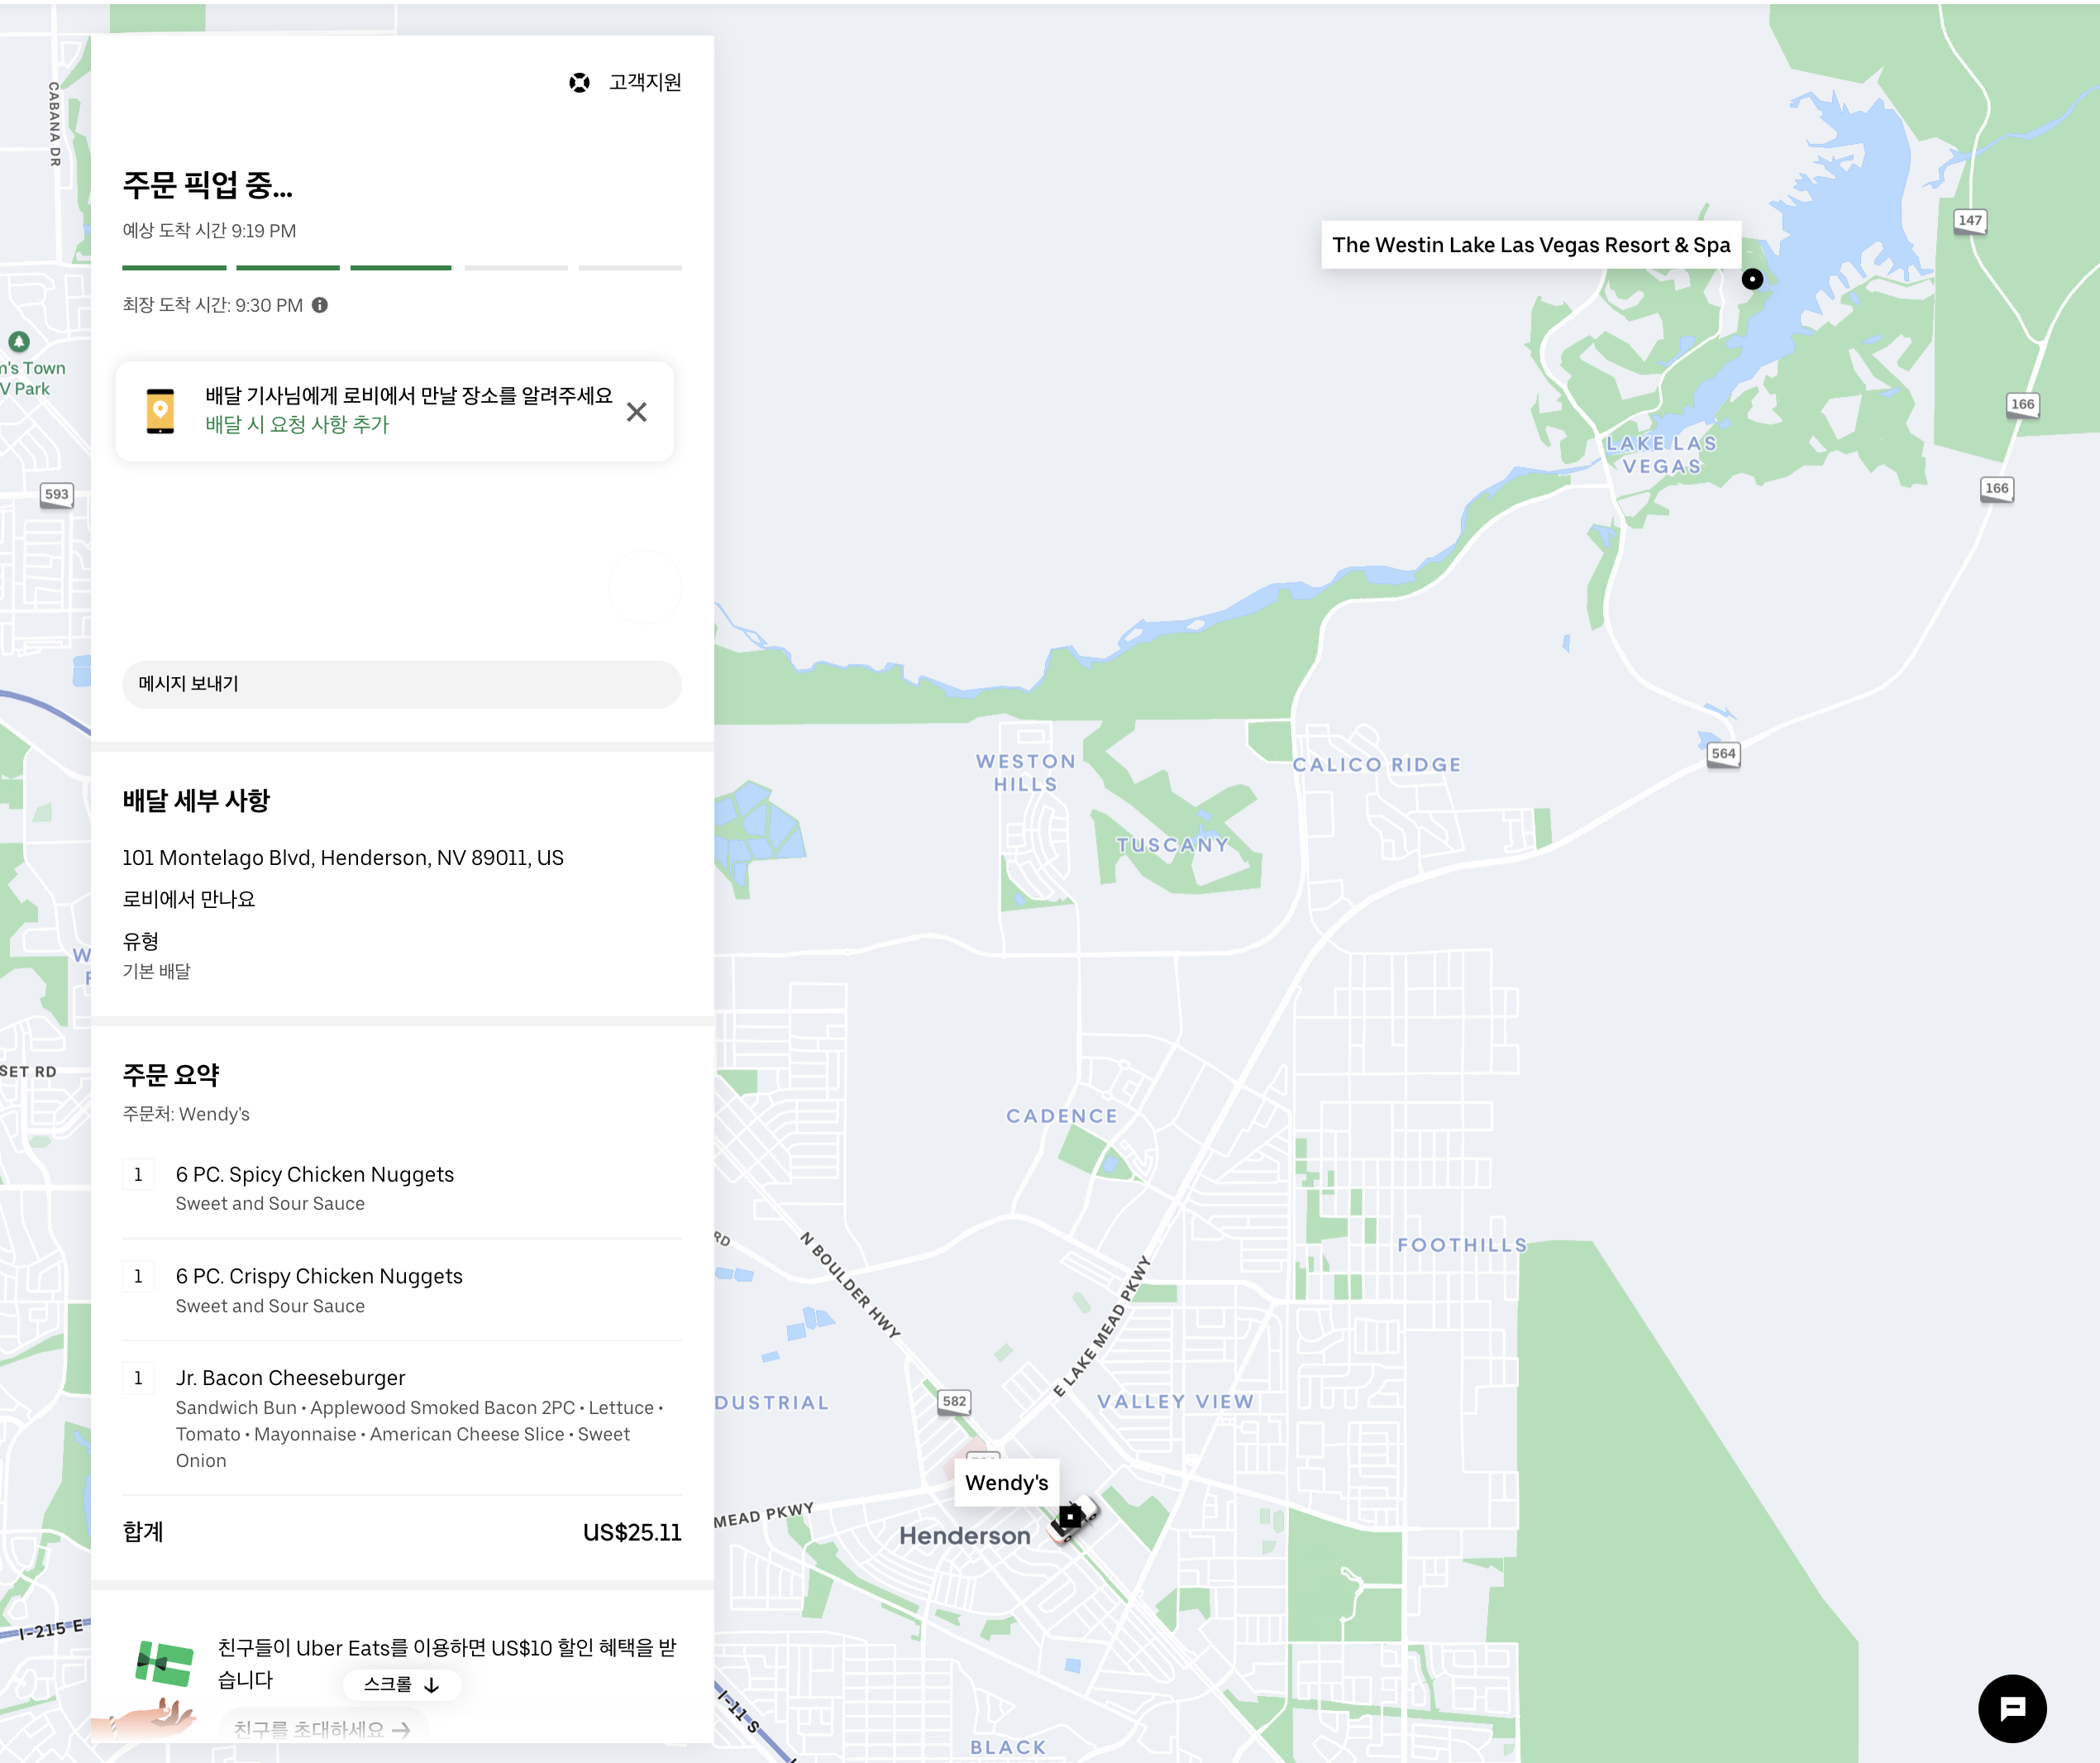 고객지원
주문 픽업 중...
예상 도착 시간 9:19 PM
최장 도착 시간: 9:30 PM
배달 기사님에게 로비에서 만날 장소를 알려주세요
배달 시 요청 사항 추가
메시지 보내기
배달 세부 사항
101 Montelago Blvd, Henderson, NV 89011, US
로비에서 만나요
유형
기본 배달
주문 요약
주문처: Wendy's
1 6 PC. Spicy Chicken Nuggets
Sweet and Sour Sauce
1 6 PC. Crispy Chicken Nuggets
Sweet and Sour Sauce
1 Jr. Bacon Cheeseburger
Sandwich Bun • Applewood Smoked Bacon 2PC • Lettuce •
Tomato • Mayonnaise • American Cheese Slice • Sweet
Onion
합계 US$25.11
친구들이 Uber Eats를 이용하면 US$10 할인 혜택을 받
습니다
스크롤
친구를 초대하세요
CABANA DR
m's Town
V Park
593
W
SET RD
I-215 E
The Westin Lake Las Vegas Resort & Spa
147
166
LAKE LAS
VEGAS
166
564
WESTON
HILLS
CALICO RIDGE
TUSCANY
CADENCE
RD
N BOULDER HWY
FOOTHILLS
E LAKE MEAD PKWY
DUSTRIAL
582
VALLEY VIEW
Wendy's
MEAD PKWY
Henderson
I-11 S
BLACK